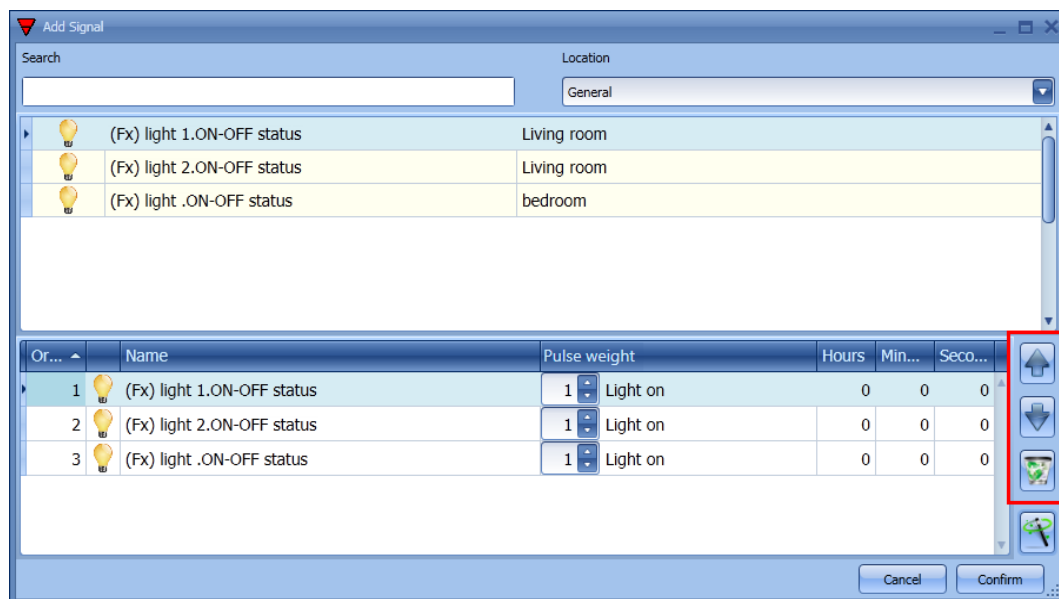 Add Signal
Search Location
General
(Fx) light 1.ON-OFF status Living room
(Fx) light 2.ON-OFF status Living room
(Fx) light .ON-OFF status bedroom
Or... Name Pulse weight Hours Min... Seco...
1 (Fx) light 1.ON-OFF status 1 Light on 0 0 0
2 (Fx) light 2.ON-OFF status 1 Light on 0 0 0
3 (Fx) light .ON-OFF status 1 Light on 0 0 0
Cancel Confirm